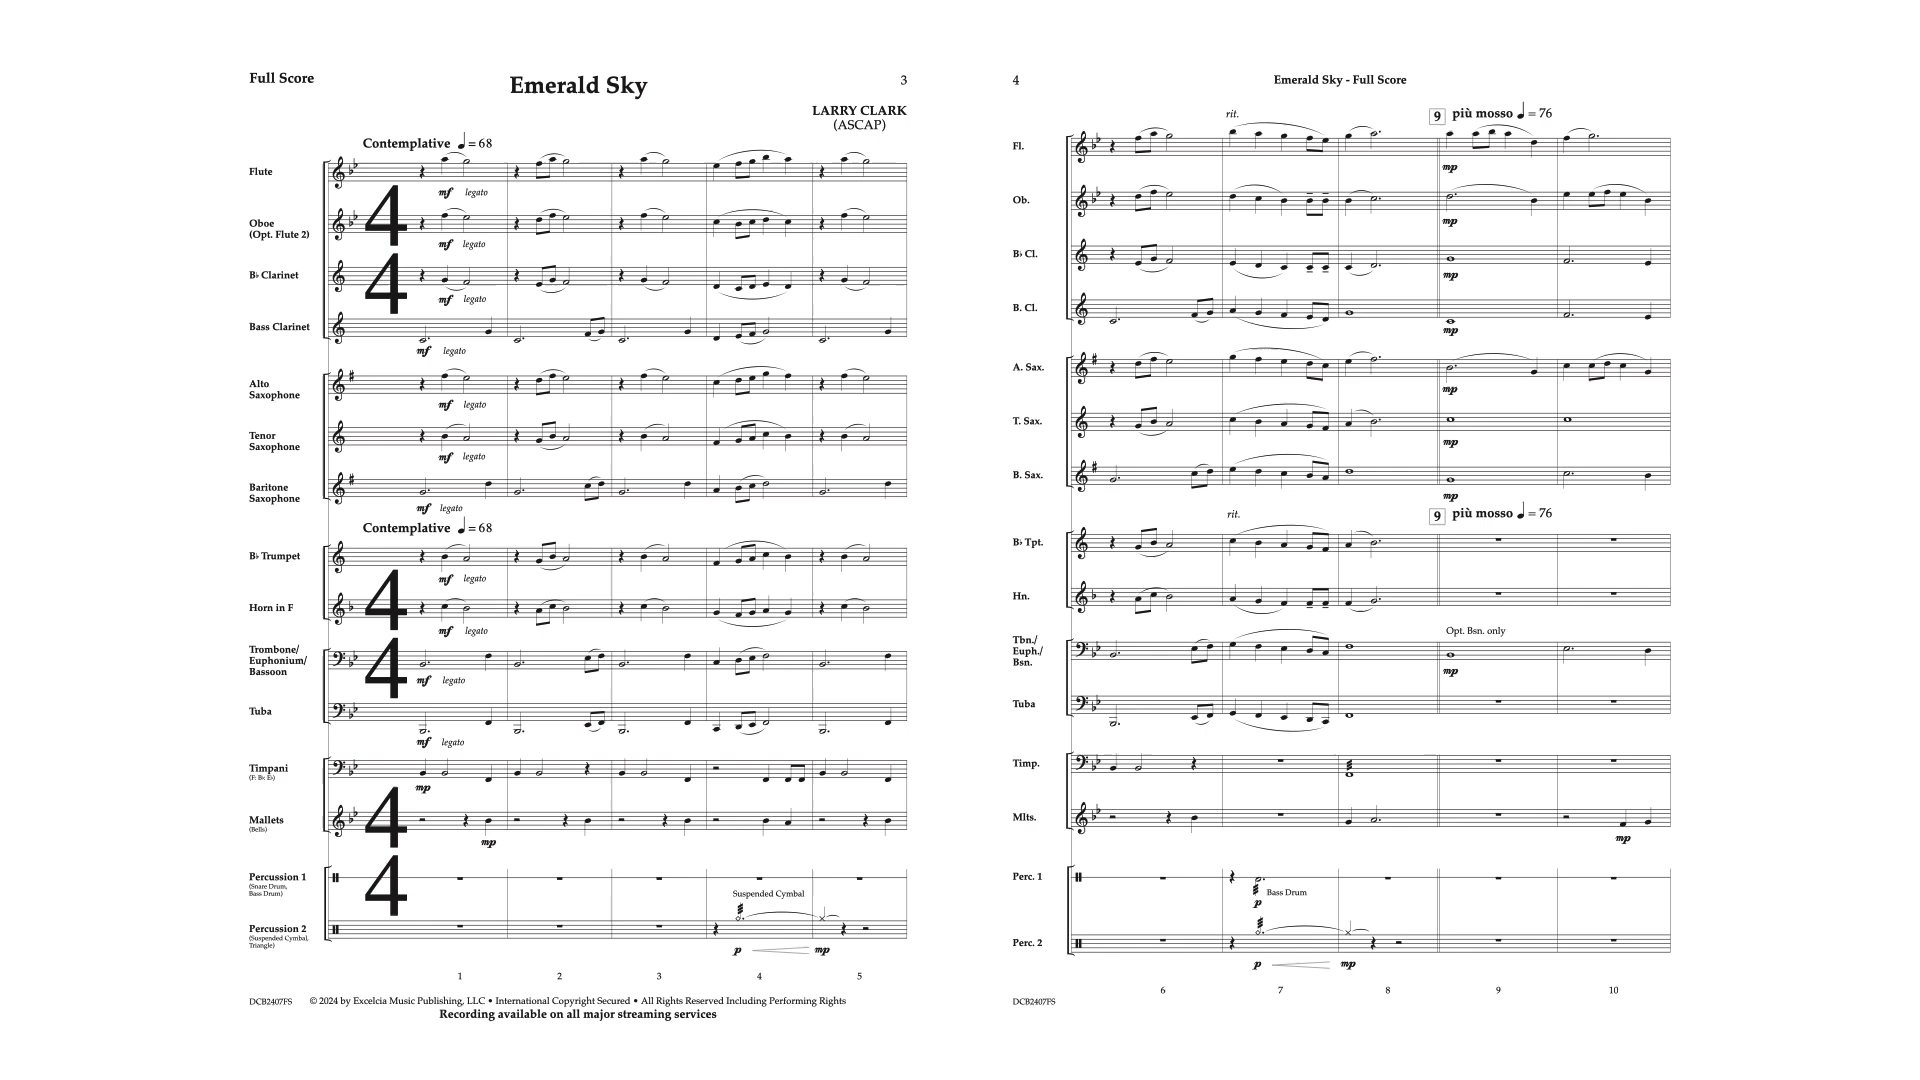 Full Score
Emerald Sky
3
LARRY CLARK
(ASCAP)
Contemplative ♩ = 68
Flute
mf legato
Oboe
(Opt. Flute 2)
mf legato
B♭ Clarinet
mf legato
Bass Clarinet
mf legato
Alto
Saxophone
mf legato
Tenor
Saxophone
mf legato
Baritone
Saxophone
mf legato
4
4
Contemplative ♩ = 68
B♭ Trumpet
mf legato
Horn in F
mf legato
Trombone/
Euphonium/
Bassoon
mf legato
Tuba
mf legato
4
4
Timpani
(F: B♭: E♭)
mp
Mallets
(Bells)
mp
Percussion 1
(Snare Drum,
Bass Drum)
Suspended Cymbal
Percussion 2
(Suspended Cymbal,
Triangle)
p mp
4
4
1 2 3 4 5
DCB2407FS
© 2024 by Excelcia Music Publishing, LLC • International Copyright Secured • All Rights Reserved Including Performing Rights
Recording available on all major streaming services
4
Emerald Sky - Full Score
rit.
9 più mosso ♩ = 76
Fl.
mp
Ob.
mp
B♭ Cl.
mp
B. Cl.
mp
A. Sax.
mp
T. Sax.
mp
B. Sax.
mp
rit.
9 più mosso ♩ = 76
B♭ Tpt.
Hn.
Opt. Bsn. only
Tbn./
Euph./
Bsn.
mp
Tuba
Timp.
Mlts.
mp
Perc. 1
Bass Drum
p
Perc. 2
p mp
6 7 8 9 10
DCB2407FS